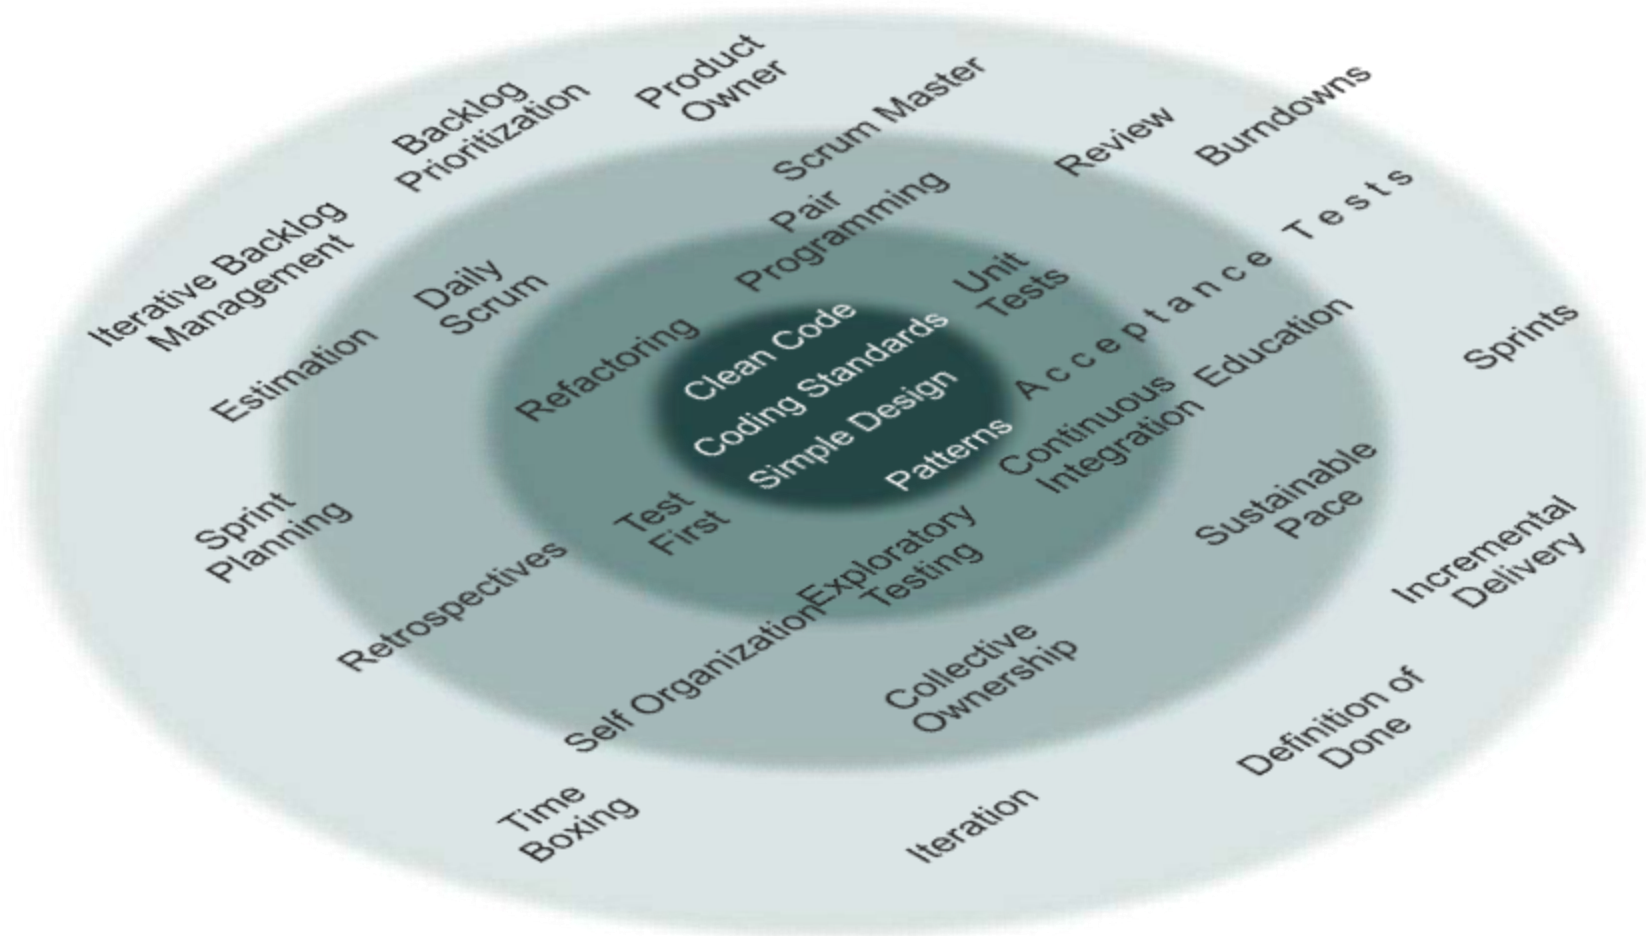 Product
Owner
Backlog
Prioritization
Scrum Master
Burndowns
Review
Iterative Backlog
Management
Pair
Programming
Daily
Scrum
Unit
Tests
Acceptance Tests
Estimation
Refactoring
Clean Code
Coding Standards
Simple Design
Patterns
Education
Sprints
Continuous
Integration
Sprint
Planning
Test
First
Sustainable
Pace
Retrospectives
Exploratory
Testing
Incremental
Delivery
Self Organization
Collective
Ownership
Definition of
Done
Time
Boxing
Iteration